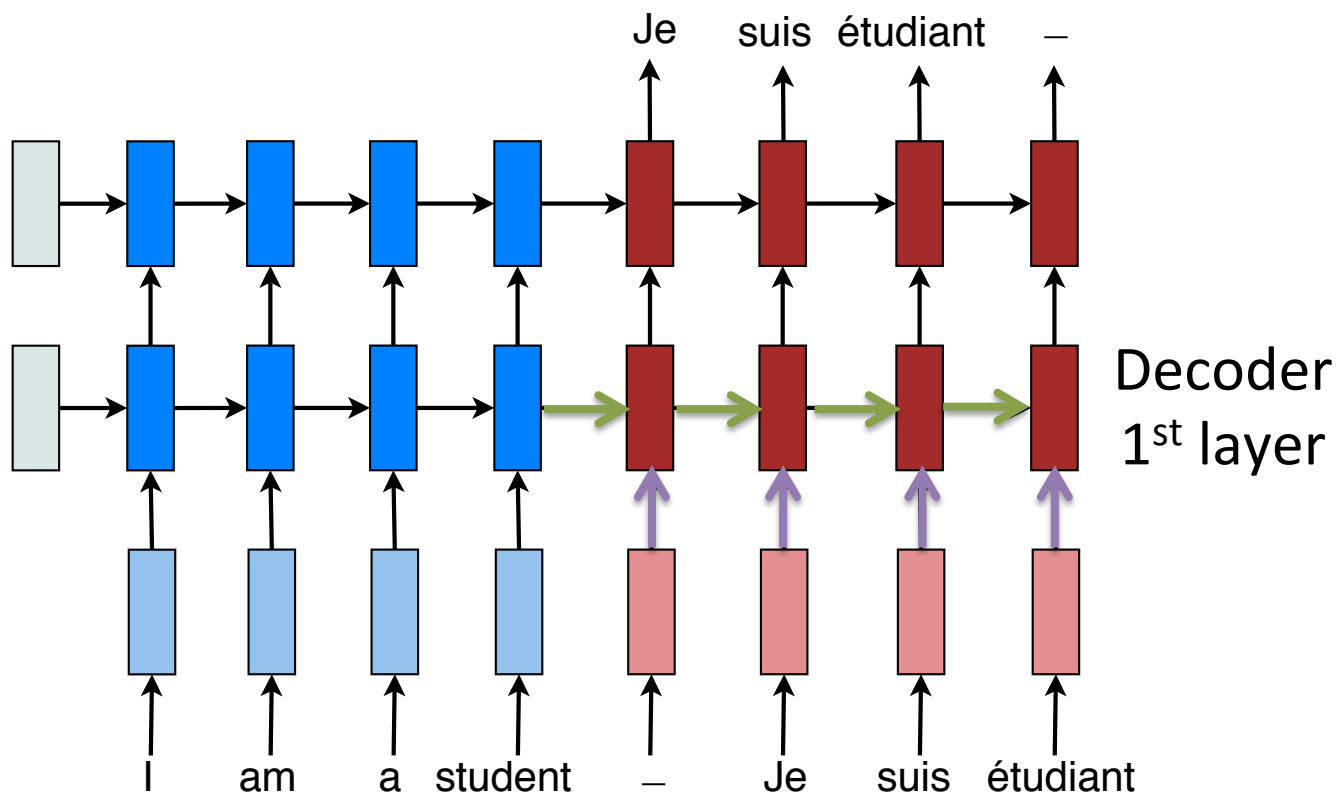 Je suis étudiant –
Decoder
1st layer
I am a student – Je suis étudiant